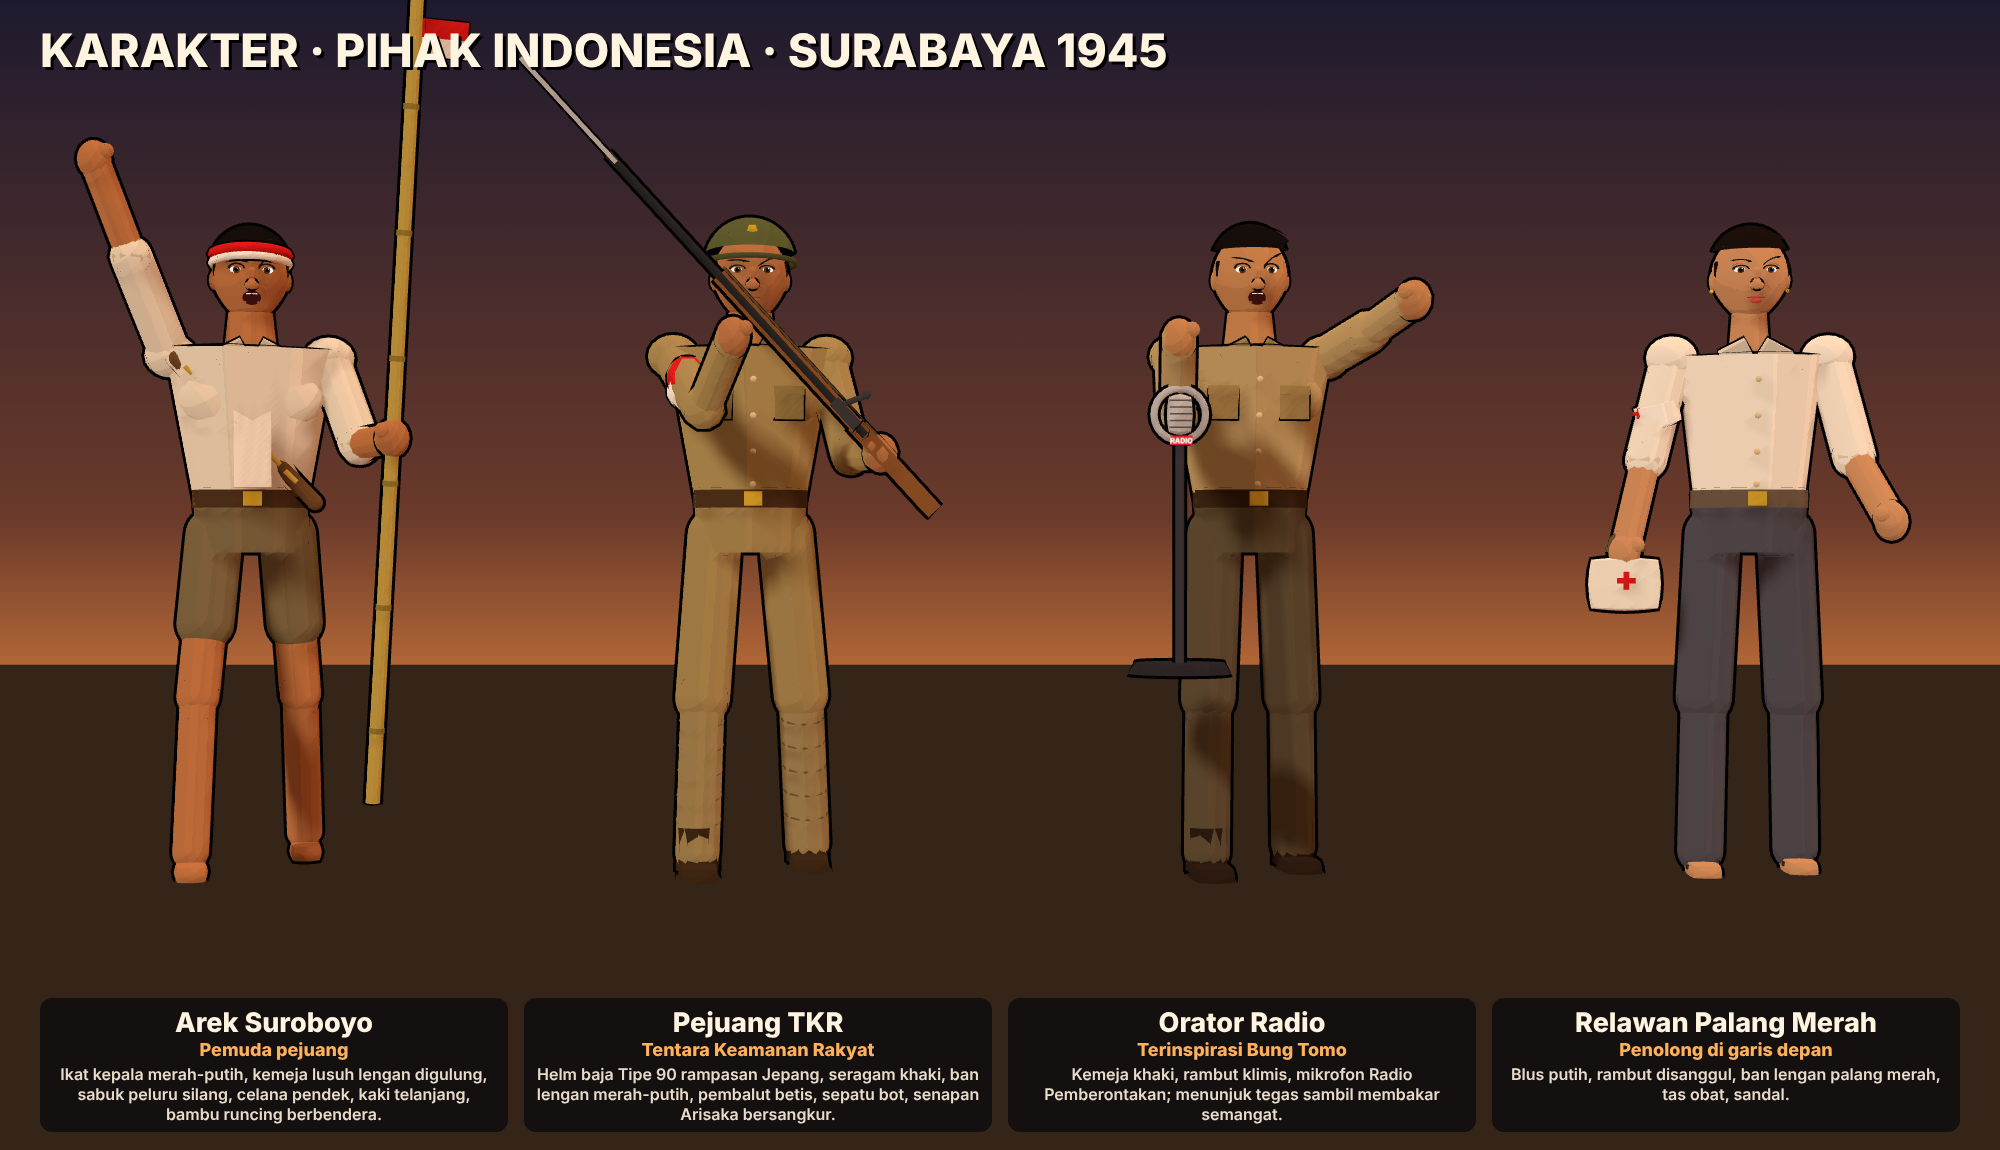 KARAKTER · PIHAK INDONESIA · SURABAYA 1945
RADIO
Arek Suroboyo
Pemuda pejuang
Ikat kepala merah-putih, kemeja lusuh lengan digulung,
sabuk peluru silang, celana pendek, kaki telanjang,
bambu runcing berbendera.
Pejuang TKR
Tentara Keamanan Rakyat
Helm baja Tipe 90 rampasan Jepang, seragam khaki, ban
lengan merah-putih, pembalut betis, sepatu bot, senapan
Arisaka bersangkur.
Orator Radio
Terinspirasi Bung Tomo
Kemeja khaki, rambut klimis, mikrofon Radio
Pemberontakan; menunjuk tegas sambil membakar
semangat.
Relawan Palang Merah
Penolong di garis depan
Blus putih, rambut disanggul, ban lengan palang merah,
tas obat, sandal.